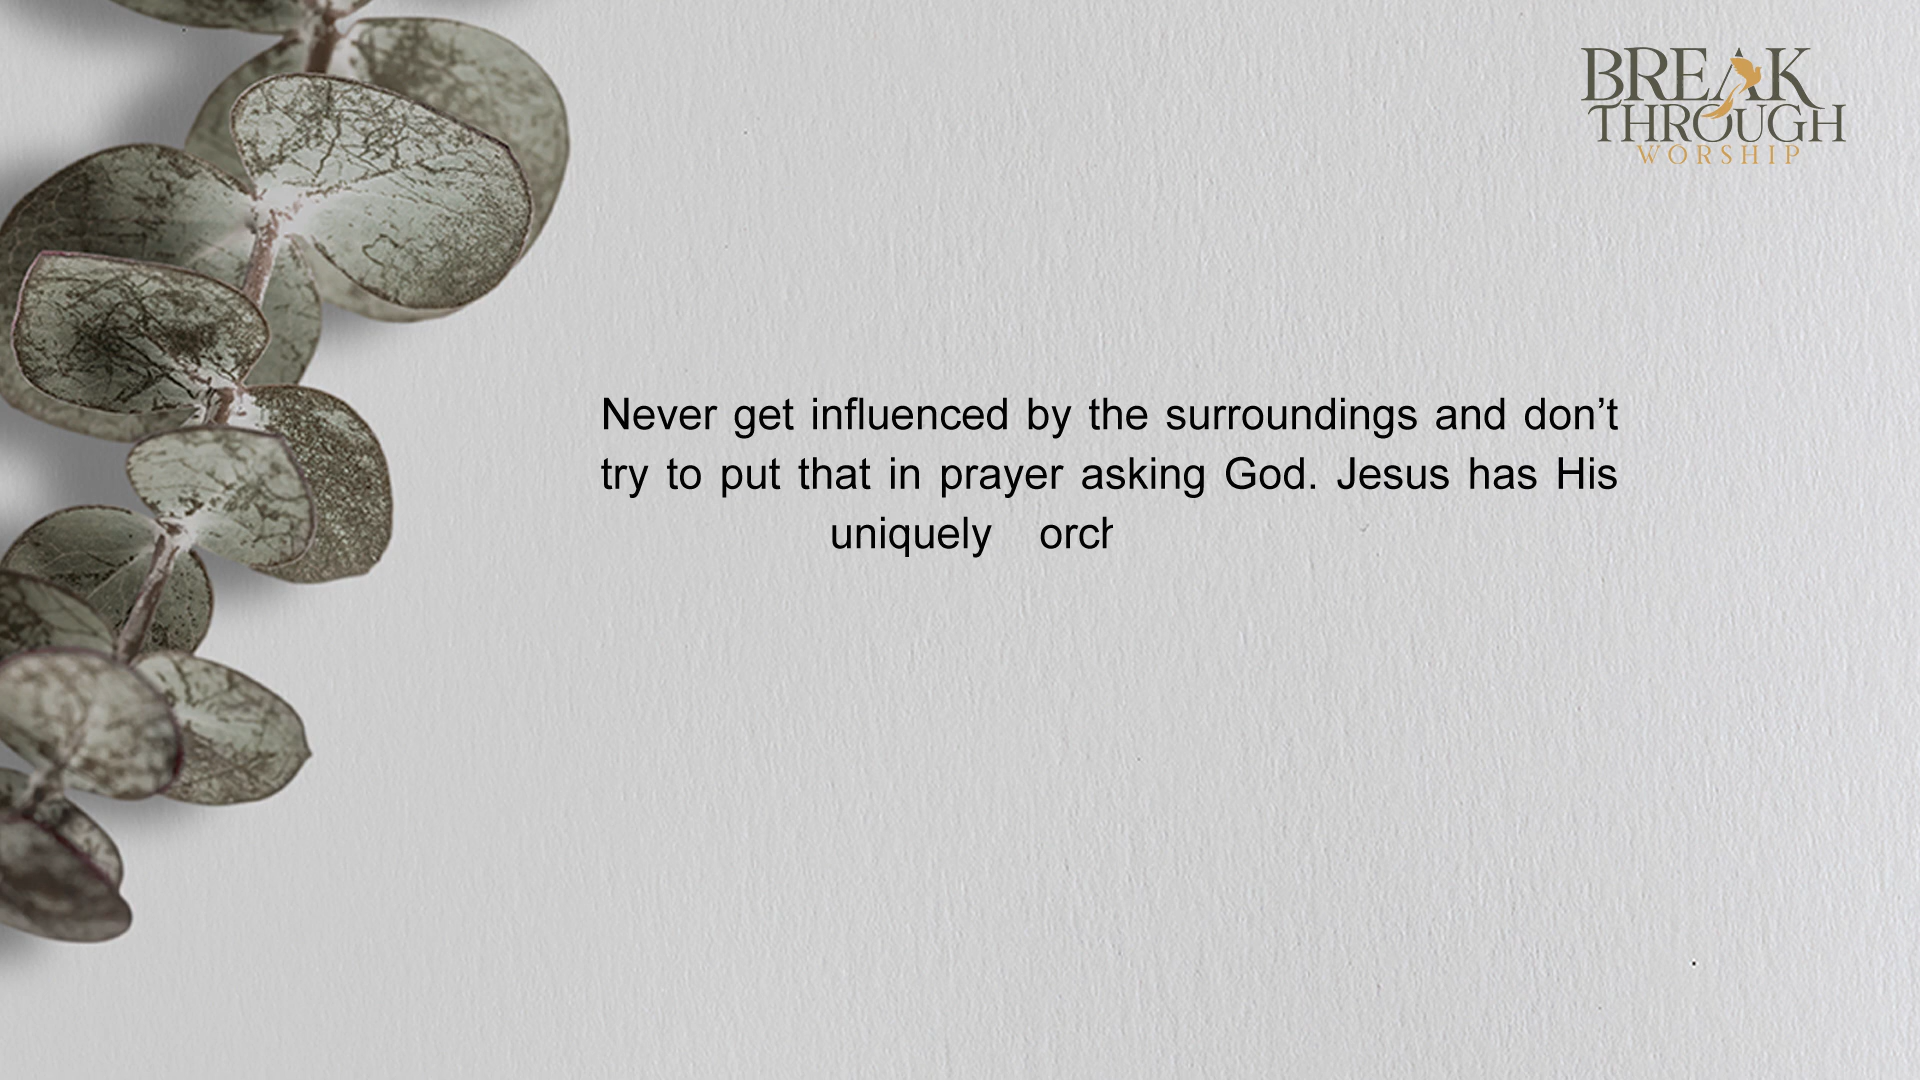 BREAK
THROUGH
WORSHIP
Never get influenced by the surroundings and don’t
try to put that in prayer asking God. Jesus has His
uniquely